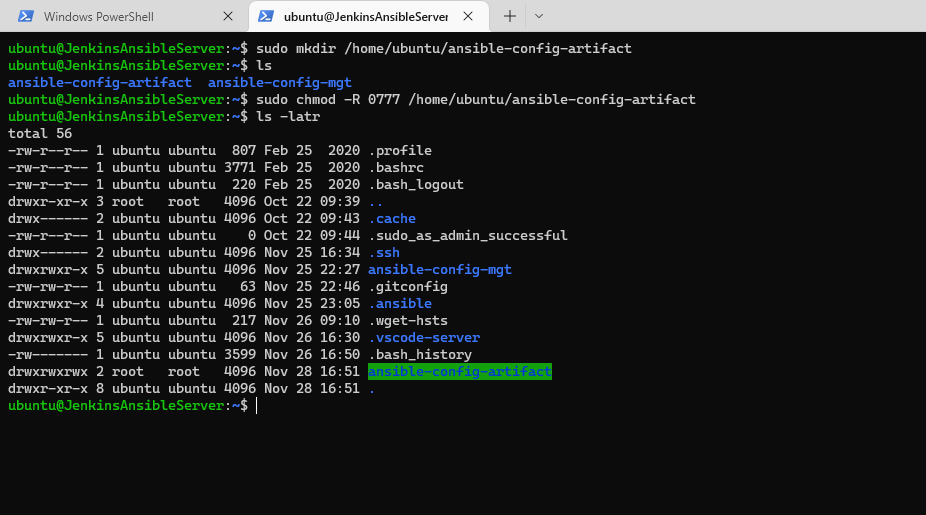 Windows PowerShell
ubuntu@JenkinsAnsibleServer
ubuntu@JenkinsAnsibleServer:~$ sudo mkdir /home/ubuntu/ansible-config-artifact
ubuntu@JenkinsAnsibleServer:~$ ls
ansible-config-artifact  ansible-config-mgt
ubuntu@JenkinsAnsibleServer:~$ sudo chmod -R 0777 /home/ubuntu/ansible-config-artifact
ubuntu@JenkinsAnsibleServer:~$ ls -latr
total 56
-rw-r--r-- 1 ubuntu ubuntu  807 Feb 25  2020 .profile
-rw-r--r-- 1 ubuntu ubuntu 3771 Feb 25  2020 .bashrc
-rw-r--r-- 1 ubuntu ubuntu  220 Feb 25  2020 .bash_logout
drwxr-xr-x 3 root   root   4096 Oct 22 09:39 ..
drwx------ 2 ubuntu ubuntu 4096 Oct 22 09:43 .cache
-rw-r--r-- 1 ubuntu ubuntu    0 Oct 22 09:44 .sudo_as_admin_successful
drwx------ 2 ubuntu ubuntu 4096 Nov 25 16:34 .ssh
drwxrwxr-x 5 ubuntu ubuntu 4096 Nov 25 22:27 ansible-config-mgt
-rw-rw-r-- 1 ubuntu ubuntu   63 Nov 25 22:46 .gitconfig
drwxrwxr-x 4 ubuntu ubuntu 4096 Nov 25 23:05 .ansible
-rw-rw-r-- 1 ubuntu ubuntu  217 Nov 26 09:10 .wget-hsts
drwxrwxr-x 5 ubuntu ubuntu 4096 Nov 26 16:30 .vscode-server
-rw------- 1 ubuntu ubuntu 3599 Nov 26 16:50 .bash_history
drwxrwxrwx 2 root   root   4096 Nov 28 16:51 ansible-config-artifact
drwxr-xr-x 8 ubuntu ubuntu 4096 Nov 28 16:51 .
ubuntu@JenkinsAnsibleServer:~$